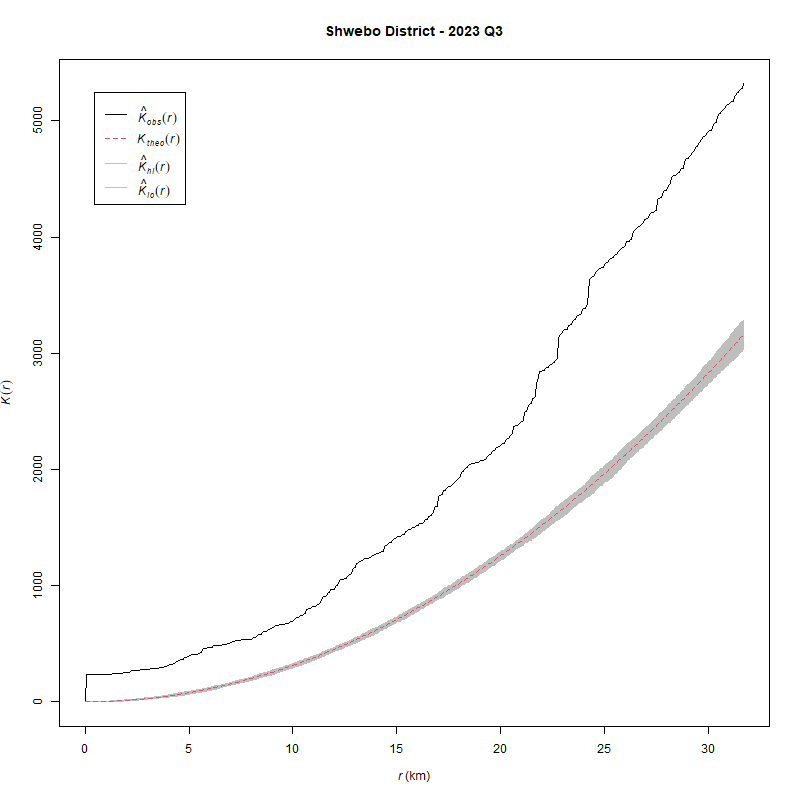 Shwebo District - 2023 Q3
K̂obs(r)
Ktheo(r)
K̂hi(r)
K̂lo(r)
5000
4000
3000
2000
1000
0
K(r)
0 5 10 15 20 25 30
r (km)